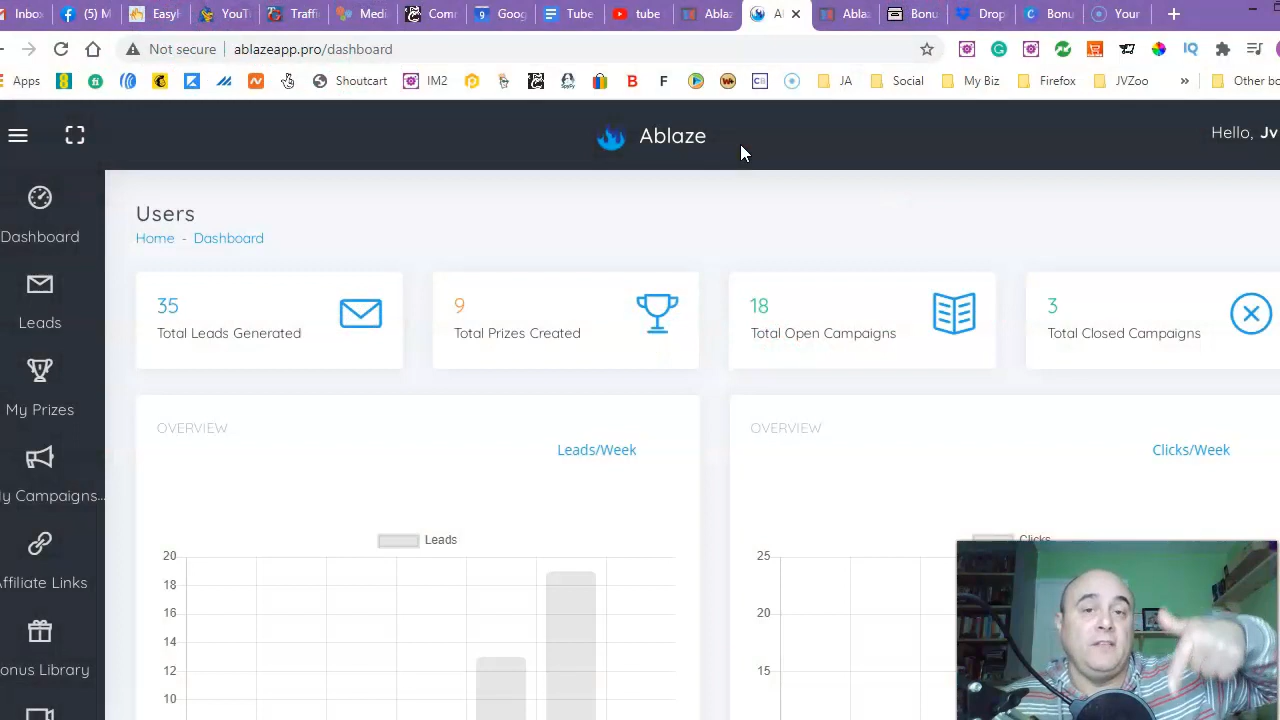 Inbo (5) M Easy YouT Traffi Medi Com Goog Tube tube Ablaz A Abla Bonu Drop Bonu Your
Not secure ablazeapp.pro/dashboard
Apps Shoutcart IM2 B F JA Social My Biz Firefox JVZoo » Other bo
Ablaze
Hello, Jv
Users
Home - Dashboard
Dashboard
Leads
My Prizes
y Campaigns...
ffiliate Links
onus Library
35
Total Leads Generated
9
Total Prizes Created
18
Total Open Campaigns
3
Total Closed Campaigns
OVERVIEW
Leads/Week
Leads
20
18
16
14
12
10
OVERVIEW
Clicks/Week
Clicks
25
20
15